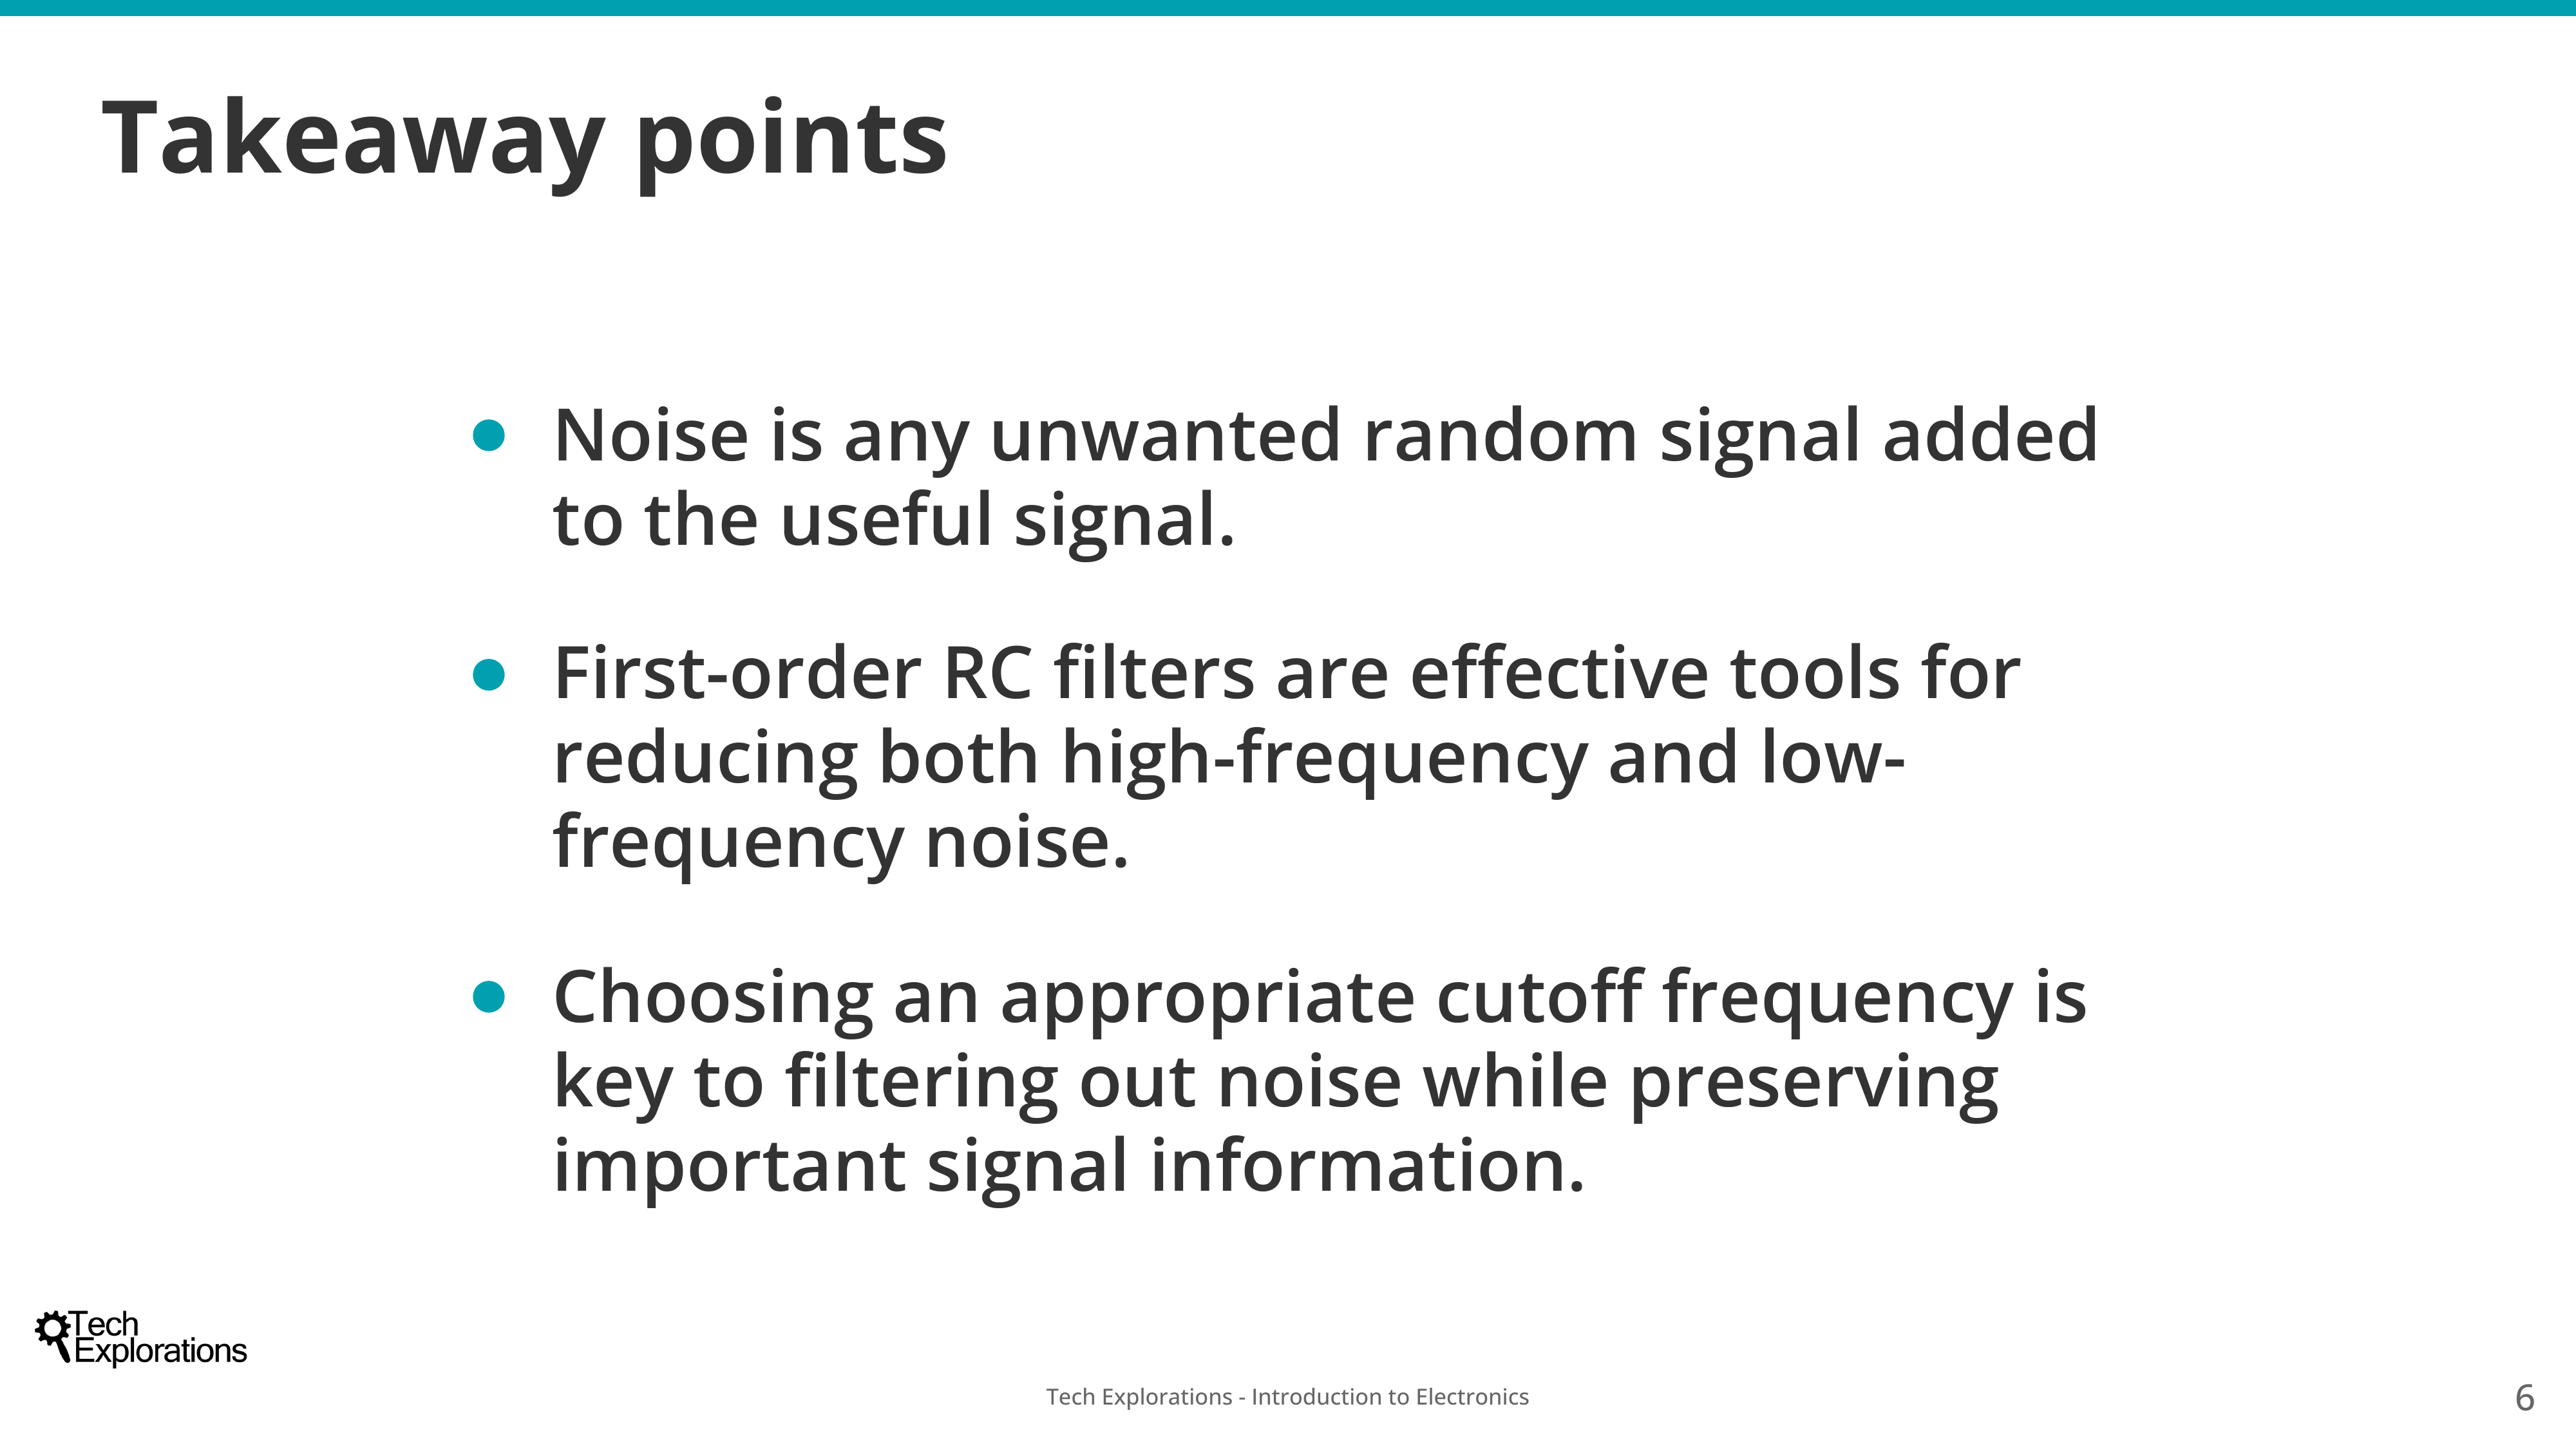 Takeaway points
● Noise is any unwanted random signal added
to the useful signal.
● First-order RC filters are effective tools for
reducing both high-frequency and low-
frequency noise.
● Choosing an appropriate cutoff frequency is
key to filtering out noise while preserving
important signal information.
Tech
Explorations
Tech Explorations - Introduction to Electronics
6